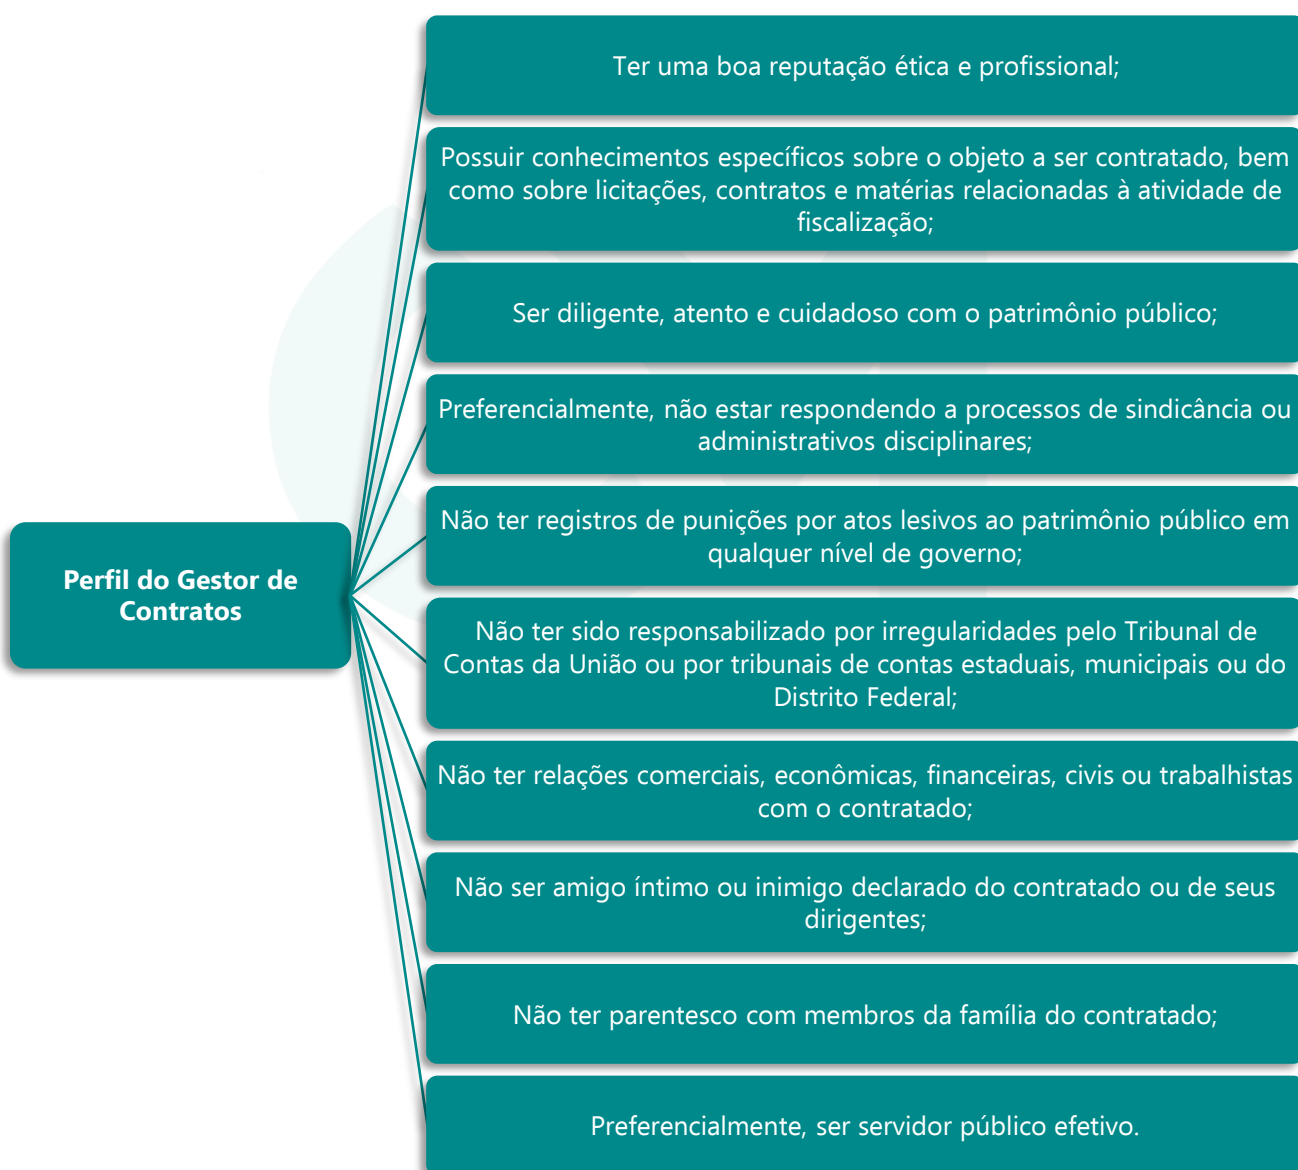 Ter uma boa reputação ética e profissional;
Possuir conhecimentos específicos sobre o objeto a ser contratado, bem
como sobre licitações, contratos e matérias relacionadas à atividade de
fiscalização;
Ser diligente, atento e cuidadoso com o patrimônio público;
Preferencialmente, não estar respondendo a processos de sindicância ou
administrativos disciplinares;
Não ter registros de punições por atos lesivos ao patrimônio público em
qualquer nível de governo;
Perfil do Gestor de
Contratos
Não ter sido responsabilizado por irregularidades pelo Tribunal de
Contas da União ou por tribunais de contas estaduais, municipais ou do
Distrito Federal;
Não ter relações comerciais, econômicas, financeiras, civis ou trabalhistas
com o contratado;
Não ser amigo íntimo ou inimigo declarado do contratado ou de seus
dirigentes;
Não ter parentesco com membros da família do contratado;
Preferencialmente, ser servidor público efetivo.